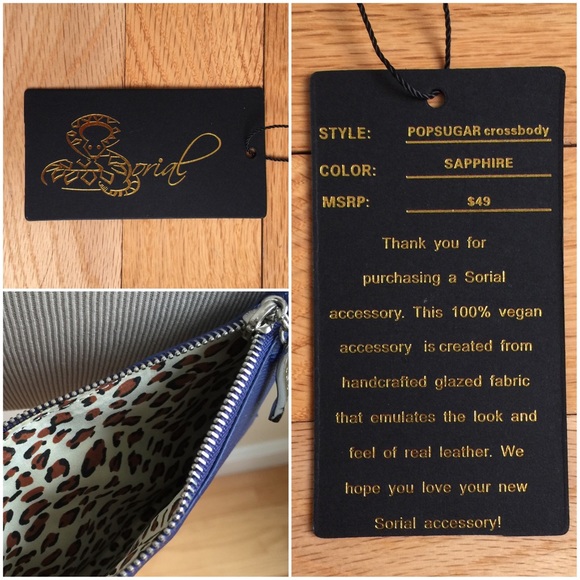 Sorial
STYLE: POPSUGAR crossbody
COLOR: SAPPHIRE
MSRP: $49
Thank you for
purchasing a Sorial
accessory. This 100% vegan
accessory is created from
handcrafted glazed fabric
that emulates the look and
feel of real leather. We
hope you love your new
Sorial accessory!